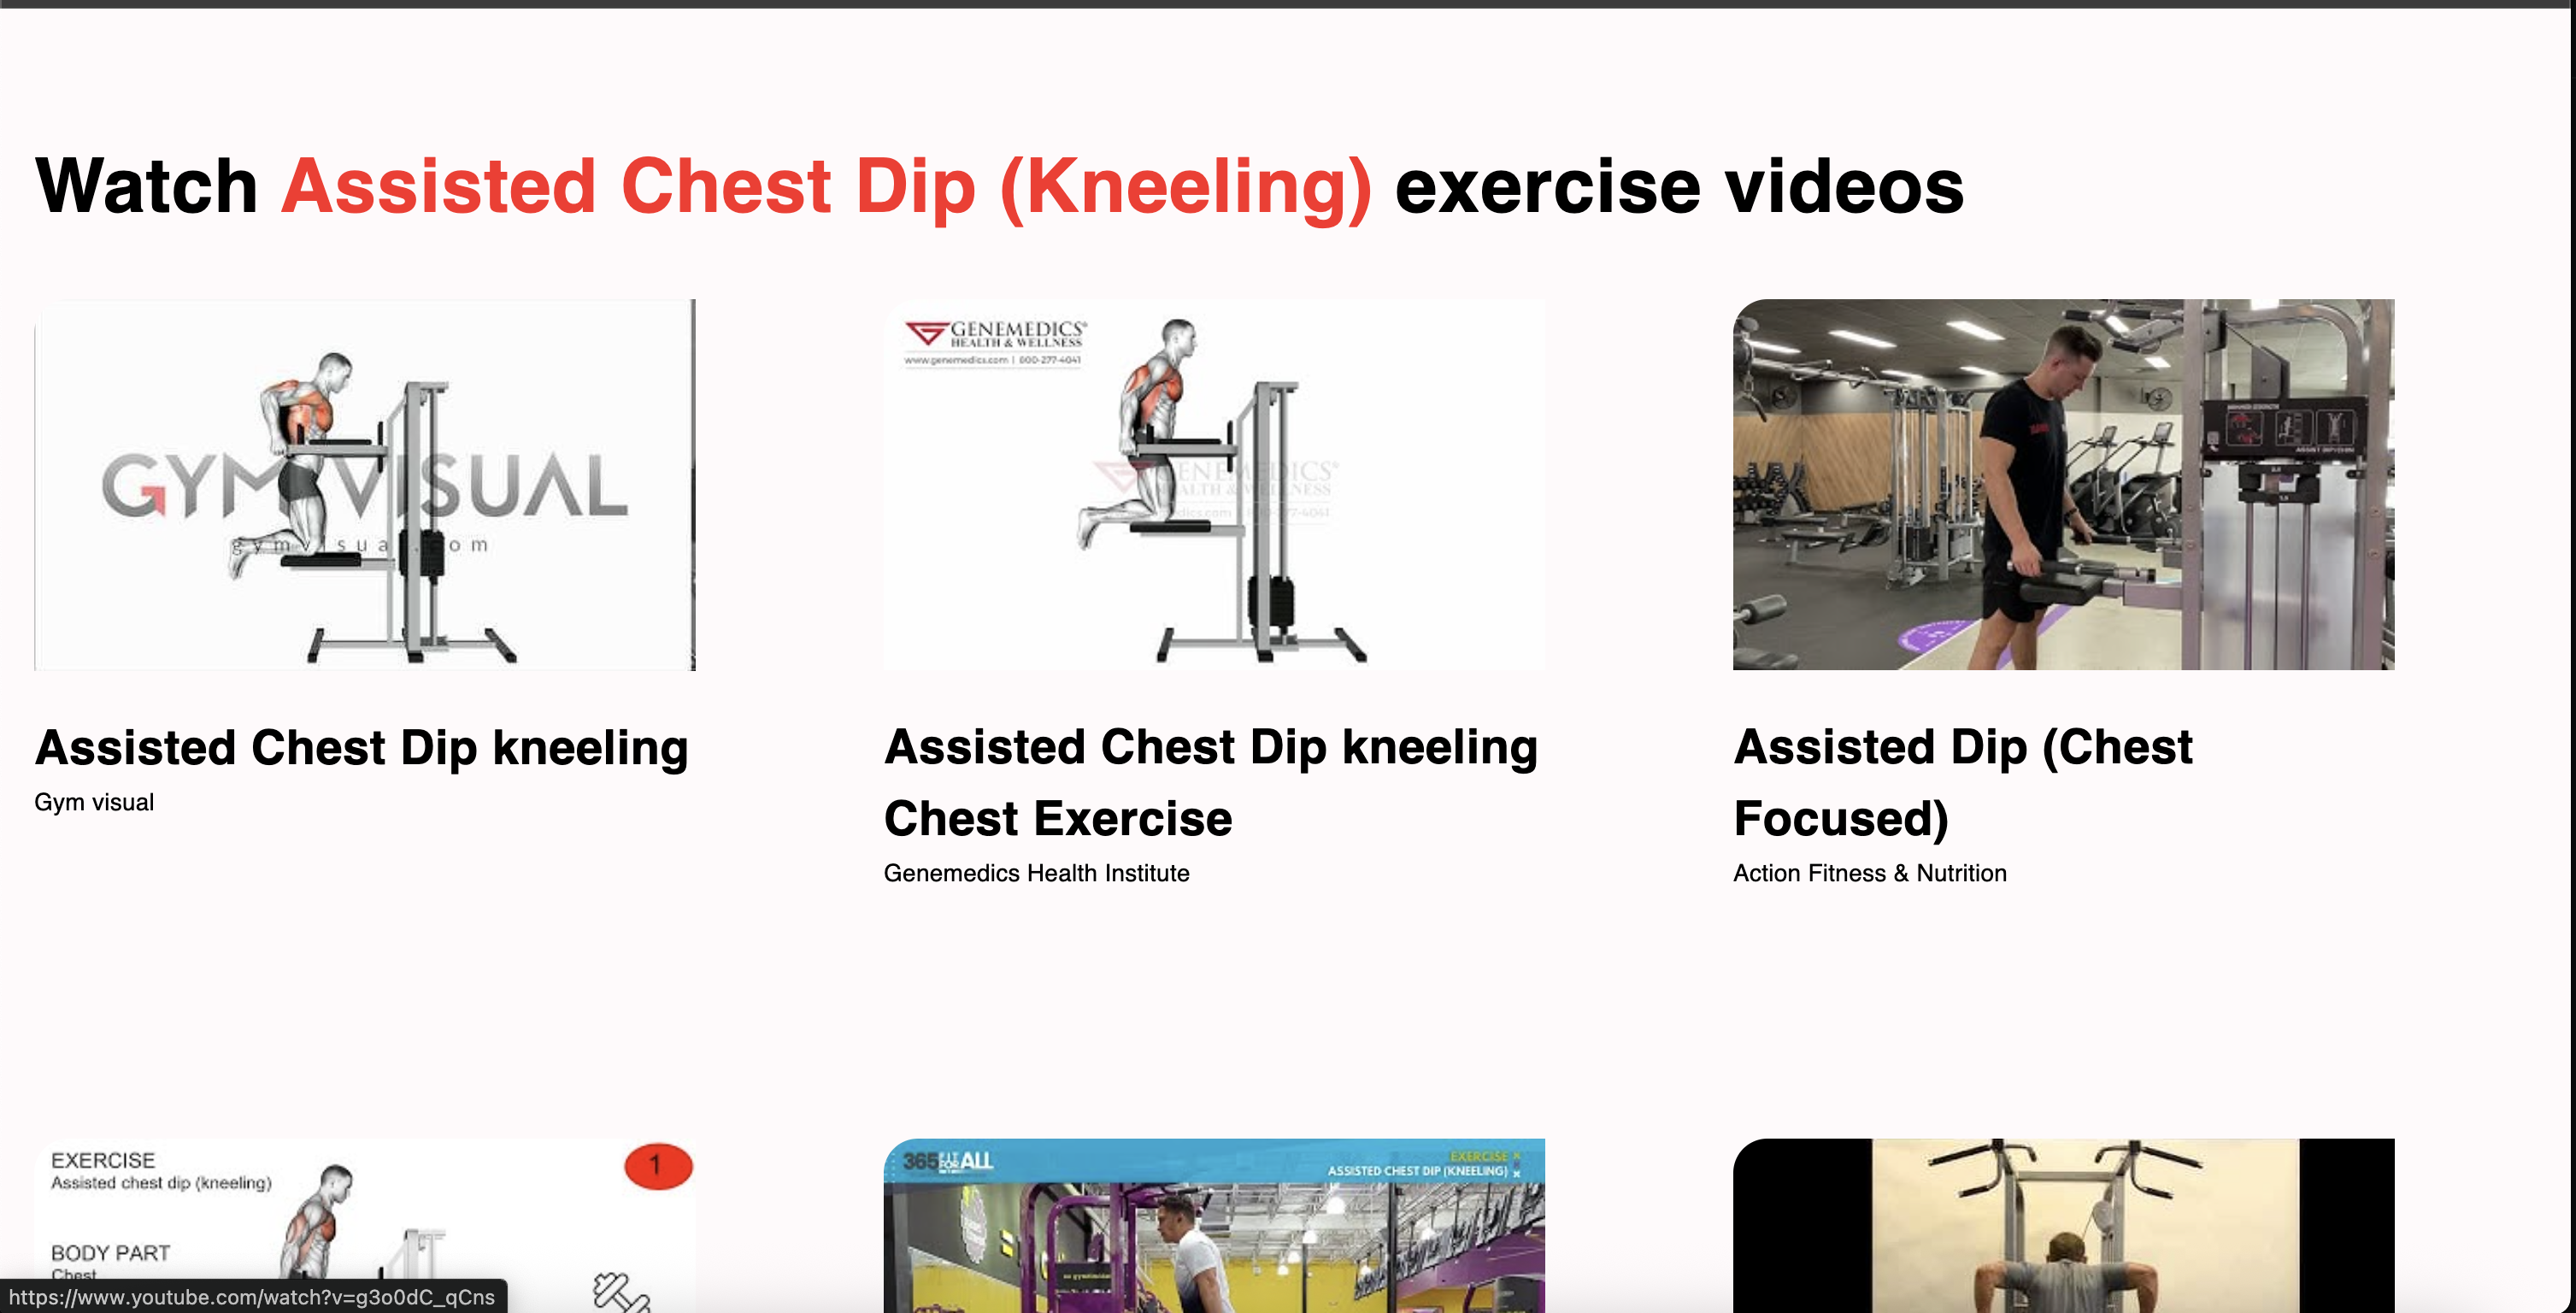 Watch Assisted Chest Dip (Kneeling) exercise videos
GYM VISUAL
GENEMEDICS®
HEALTH & WELLNESS
www.genemedics.com | 800-277-4041
Assisted Chest Dip kneeling
Gym visual
Assisted Chest Dip kneeling
Chest Exercise
Genemedics Health Institute
Assisted Dip (Chest
Focused)
Action Fitness & Nutrition
EXERCISE
Assisted chest dip (kneeling)
1
BODY PART
Chest
365 FIT FOR ALL
EXERCISE
ASSISTED CHEST DIP (KNEELING)
https://www.youtube.com/watch?v=g3o0dC_qCns